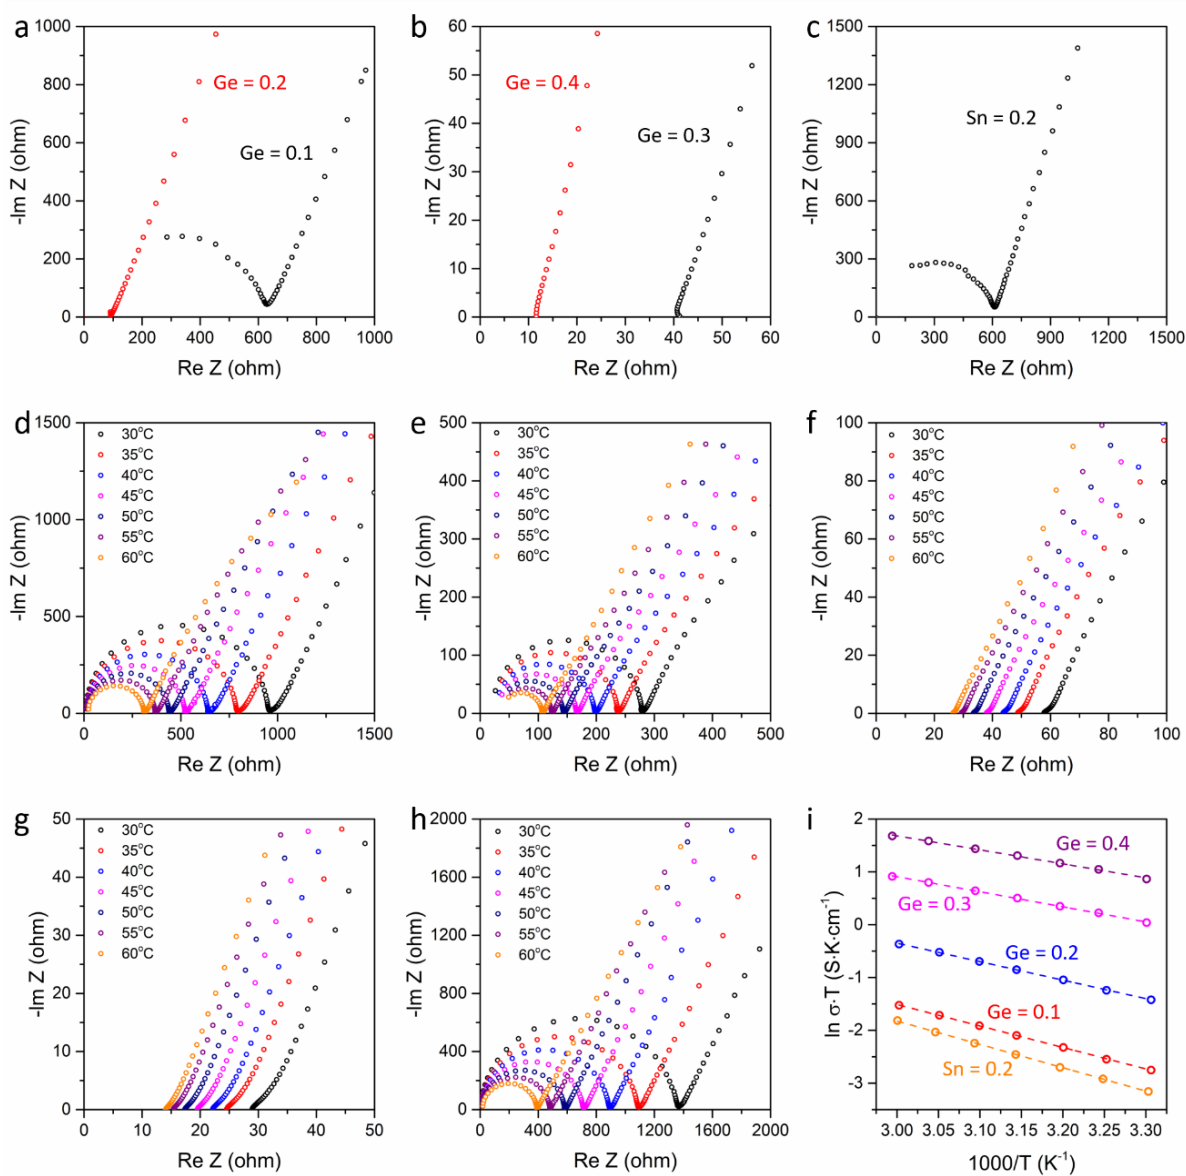 a
1000
800
600
400
200
0
-Im Z (ohm)
Ge = 0.2
Ge = 0.1
0 200 400 600 800 1000
Re Z (ohm)
b
60
50
40
30
20
10
0
-Im Z (ohm)
Ge = 0.4
Ge = 0.3
0 10 20 30 40 50 60
Re Z (ohm)
c
1500
1200
900
600
300
0
-Im Z (ohm)
Sn = 0.2
0 300 600 900 1200 1500
Re Z (ohm)
d
1500
1000
500
0
-Im Z (ohm)
30°C
35°C
40°C
45°C
50°C
55°C
60°C
0 500 1000 1500
Re Z (ohm)
e
500
400
300
200
100
0
-Im Z (ohm)
30°C
35°C
40°C
45°C
50°C
55°C
60°C
0 100 200 300 400 500
Re Z (ohm)
f
100
80
60
40
20
0
-Im Z (ohm)
30°C
35°C
40°C
45°C
50°C
55°C
60°C
0 20 40 60 80 100
Re Z (ohm)
g
50
40
30
20
10
0
-Im Z (ohm)
30°C
35°C
40°C
45°C
50°C
55°C
60°C
0 10 20 30 40 50
Re Z (ohm)
h
2000
1600
1200
800
400
0
-Im Z (ohm)
30°C
35°C
40°C
45°C
50°C
55°C
60°C
0 400 800 1200 1600 2000
Re Z (ohm)
i
2
1
0
-1
-2
-3
ln σ·T (S·K·cm⁻¹)
Ge = 0.4
Ge = 0.3
Ge = 0.2
Ge = 0.1
Sn = 0.2
3.00 3.05 3.10 3.15 3.20 3.25 3.30
1000/T (K⁻¹)